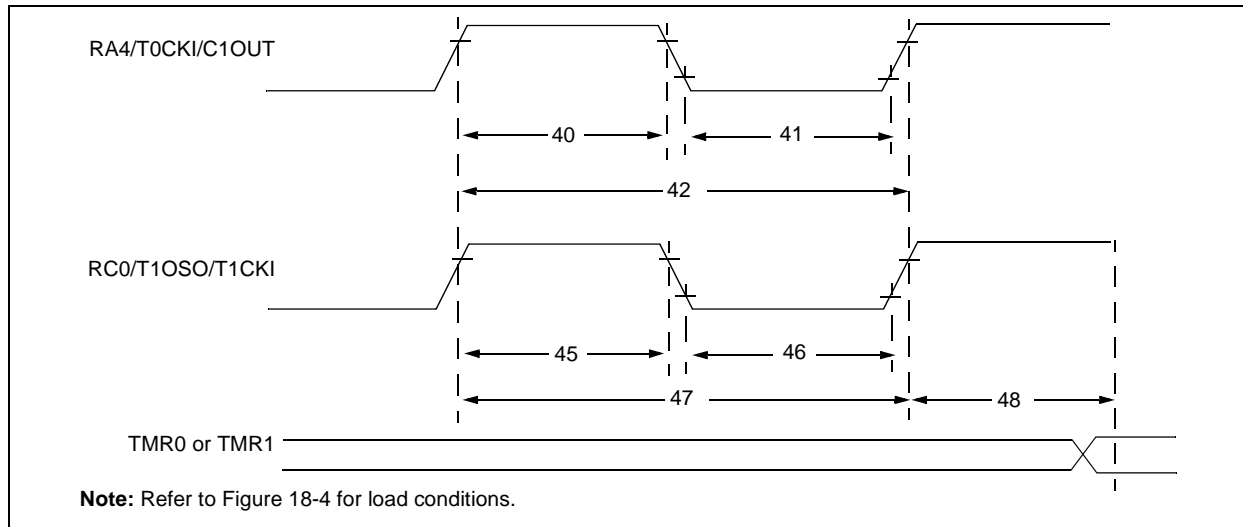 RA4/T0CKI/C1OUT
40
41
42
RC0/T1OSO/T1CKI
45
46
47
48
TMR0 or TMR1
Note: Refer to Figure 18-4 for load conditions.